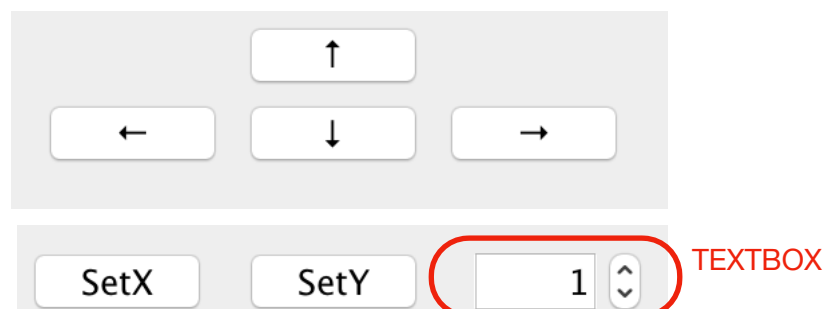 ↑
← ↓ →
SetX SetY 1 TEXTBOX